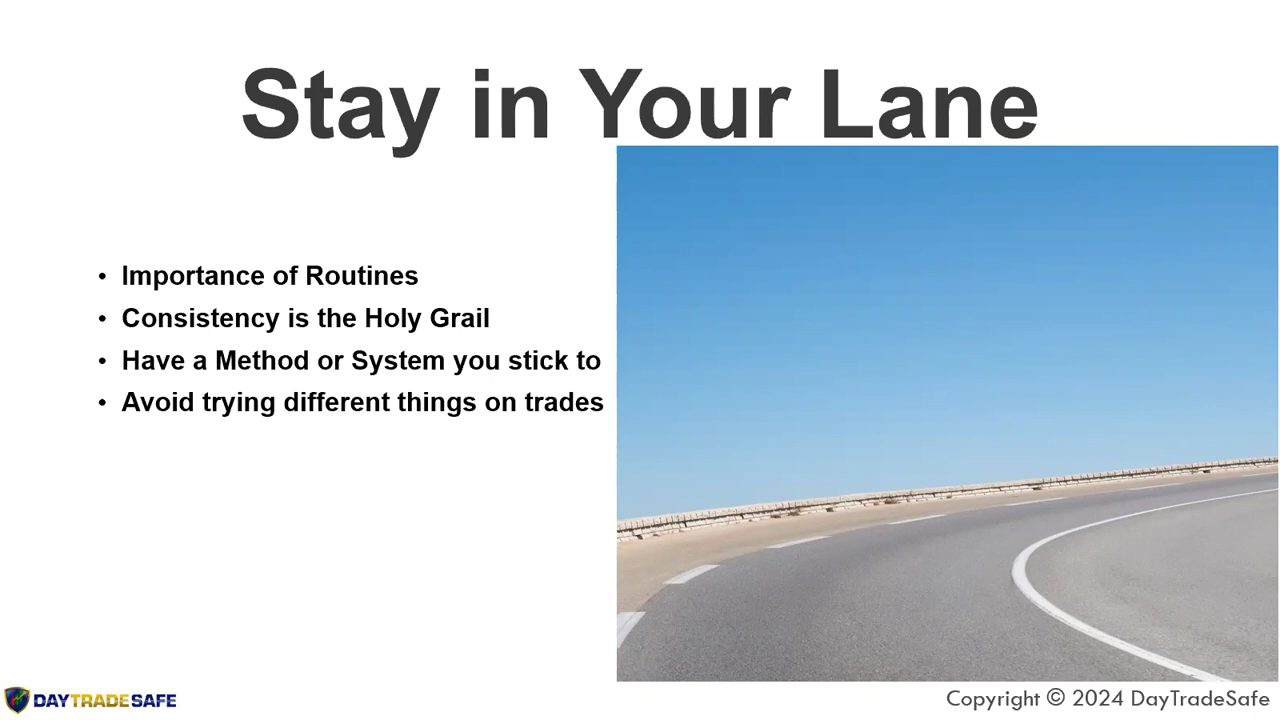 Stay in Your Lane
• Importance of Routines
• Consistency is the Holy Grail
• Have a Method or System you stick to
• Avoid trying different things on trades
DAYTRADESAFE
Copyright © 2024 DayTradeSafe